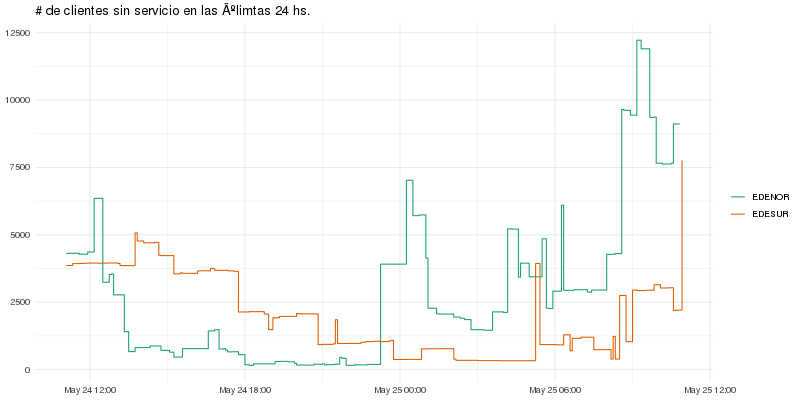 # de clientes sin servicio en las Ãºlimtas 24 hs.
12500
10000
7500
5000
2500
0
May 24 12:00
May 24 18:00
May 25 00:00
May 25 06:00
May 25 12:00
EDENOR
EDESUR